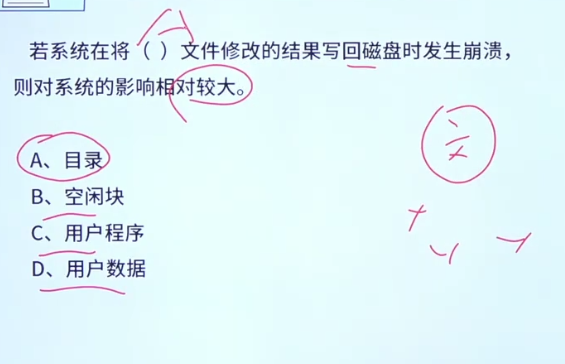 若系统在将（ ）文件修改的结果写回磁盘时发生崩溃，
则对系统的影响相对较大。
A、目录
B、空闲块
C、用户程序
D、用户数据